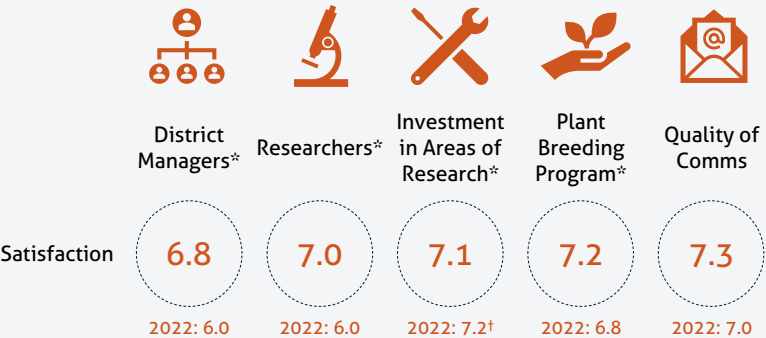 @
District
Managers*
Researchers*
Investment
in Areas of
Research*
Plant
Breeding
Program*
Quality of
Comms
Satisfaction
6.8
7.0
7.1
7.2
7.3
2022: 6.0
2022: 6.0
2022: 7.2†
2022: 6.8
2022: 7.0